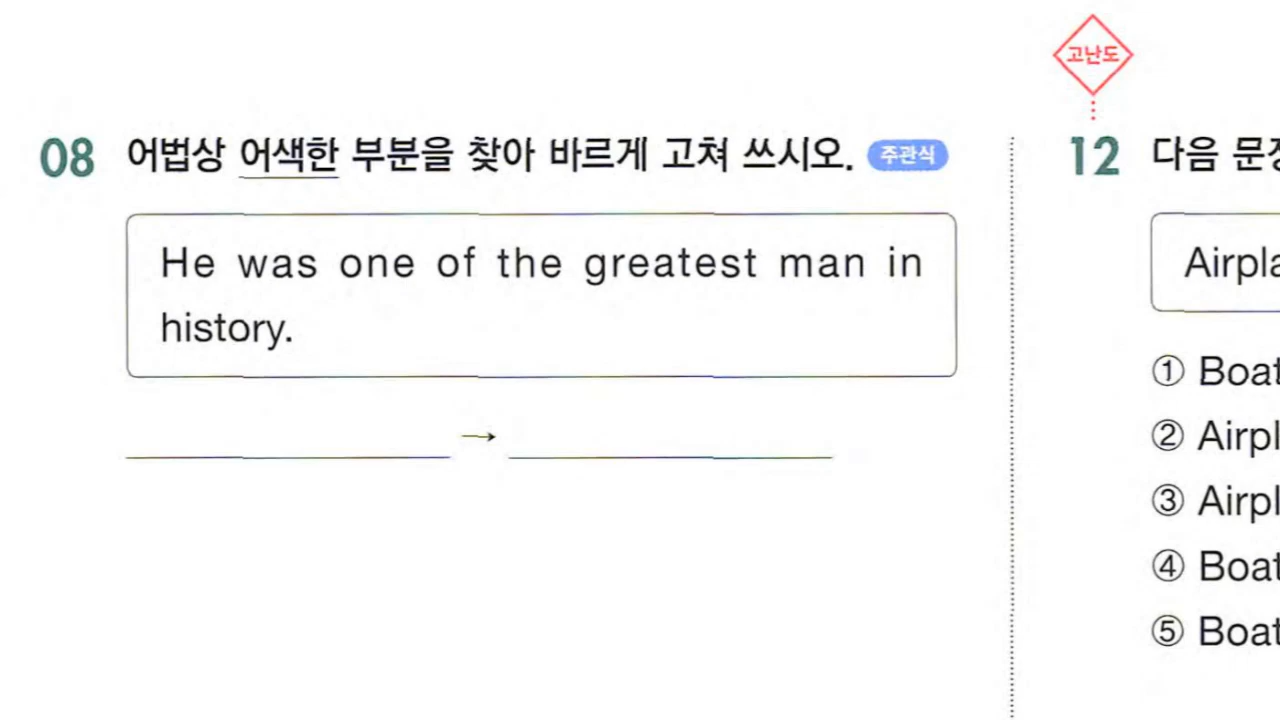 고난도
08 어법상 어색한 부분을 찾아 바르게 고쳐 쓰시오. 주관식
He was one of the greatest man in
history.
→
12 다음
Airpla
① Boat
② Airpl
③ Airpl
④ Boat
⑤ Boat